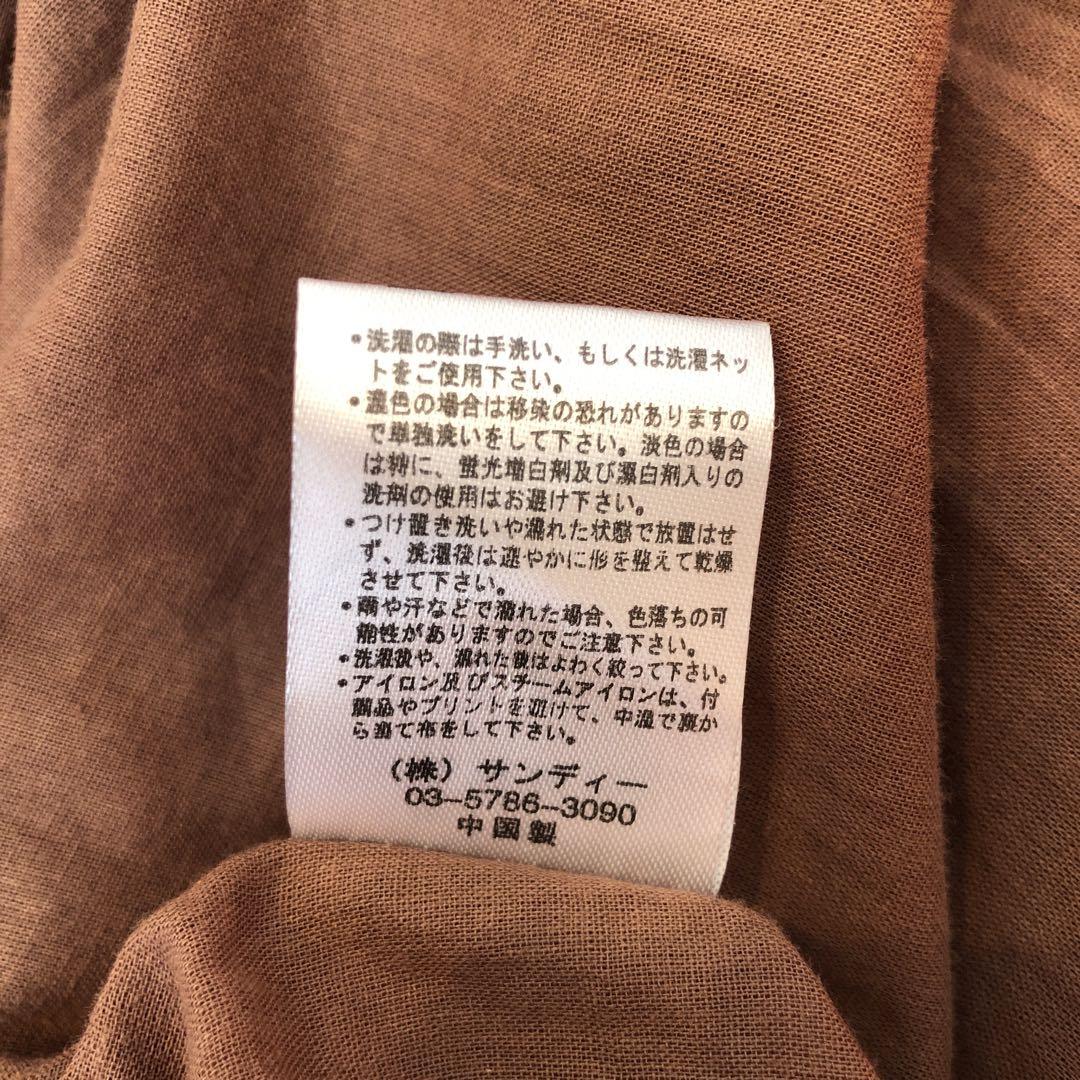 •洗濯の際は手洗い、もしくは洗濯ネッ
トをご使用下さい。
•濃色の場合は移染の恐れがありますの
で単独洗いをして下さい。淡色の場合
は特に、蛍光増白剤及び漂白剤入りの
洗剤の使用はお避け下さい。
•つけ置き洗いや濡れた状態で放置はせ
ず、洗濯後は速やかに形を整えて乾燥
させて下さい。
•雨や汗などで濡れた場合、色落ちの可
能性がありますのでご注意下さい。
•洗濯後や、濡れた後はよわく絞って下さい。
•アイロン及びスチームアイロンは、付
属品やプリントを避けて、中温で裏か
ら当て布をして下さい。
（株）サンディー
03-5786-3090
中国製